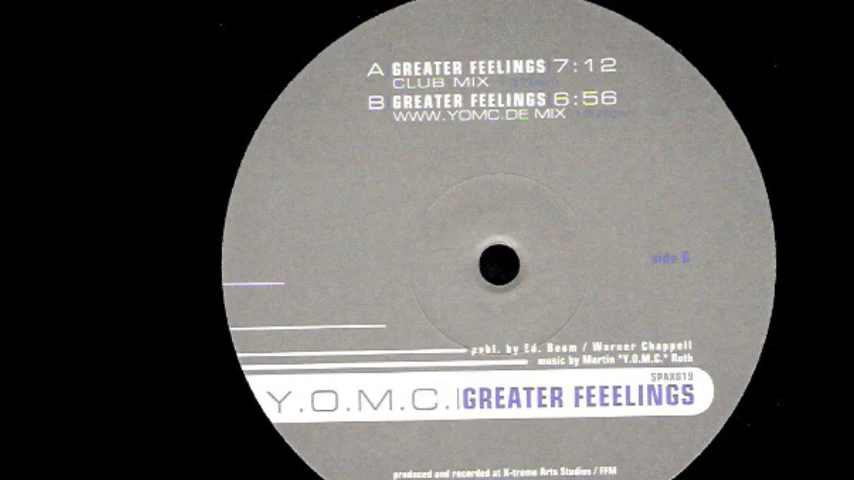 A GREATER FEELINGS 7:12
CLUB MIX
B GREATER FEELINGS 6:56
WWW.YOMC.DE MIX
side B
publ. by Ed. Beam / Warner Chappell
music by Martin "Y.O.M.C." Roth
SPAX019
Y.O.M.C. GREATER FEEELINGS
produced and recorded at X-treme Arts Studios / FFM